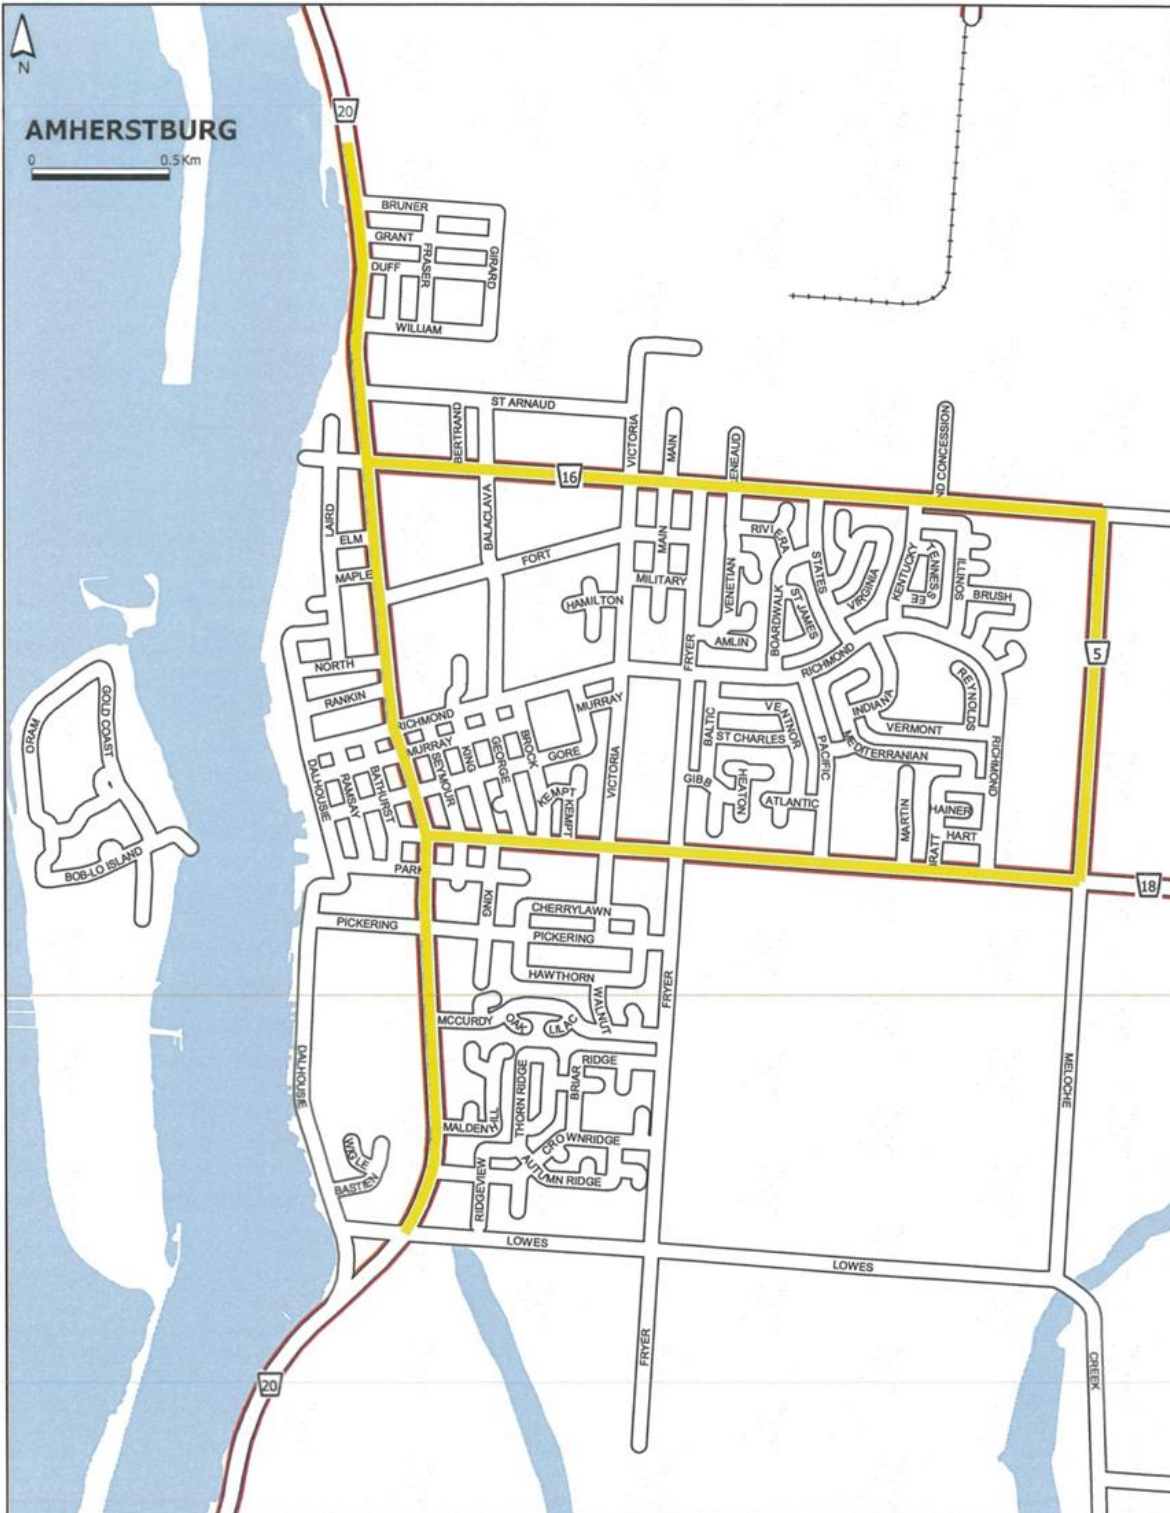 N
20
AMHERSTBURG
0 0.5 Km
BRUNER
GRANT
FRASER
GIRARD
DUFF
WILLIAM
ST ARNAUD
BERTRAND
VICTORIA
MAIN
ENEAUD
ND CONCESSION
16
LAIRD
BALACLAVA
ELM
FORT
MAIN
RIVIERA
STATES
KENTUCKY
TENNESSEE
ILLINOIS
MAPLE
MILITARY
VENETIAN
BOARDWALK
ST JAMES
VIRGINIA
BRUSH
HAMILTON
AMLIN
FRYER
RICHMOND
5
NORTH
RANKIN
REYNOLDS
GOLD COAST
ORAM
RICHMOND
MURRAY
INDIANA
VERMONT
MURRAY
SEYMOUR
KING
GEORGE
BROCK
GORE
VICTORIA
BALTIC
VENTNOR
ST CHARLES
PACIFIC
MEDITERRANIAN
RICHMOND
DALHOUSIE
RAMSAY
BATHURST
KEMPT
KEMPT
GIBB
HEATON
ATLANTIC
MARTIN
HAINER
HART
PRATT
BOB-LO ISLAND
PARK
18
KING
PICKERING
CHERRYLAWN
PICKERING
HAWTHORN
WALNUT
FRYER
MCCURDY
OAK
LILAC
DALHOUSIE
THORN RIDGE
BRIAR
RIDGE
MELOCHE
MALDEN HILL
CROWNRIDGE
WIGLE
BASTIEN
RIDGEVIEW
AUTUMN RIDGE
LOWES
LOWES
FRYER
CREEK
20